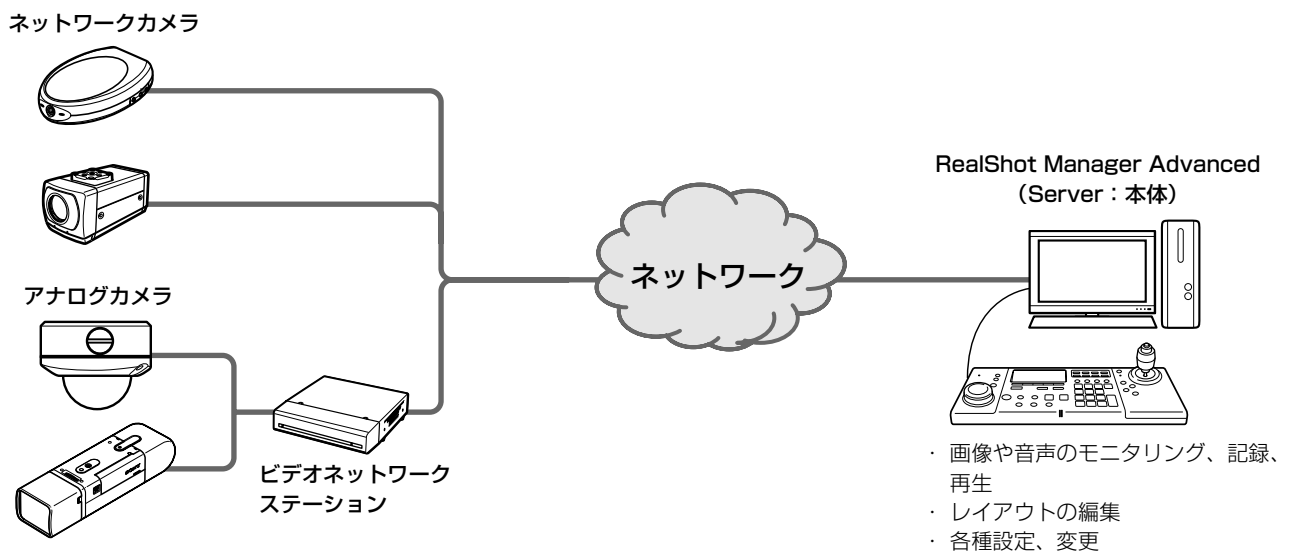 ネットワークカメラ
アナログカメラ
ビデオネットワーク
ステーション
ネットワーク
RealShot Manager Advanced
（Server：本体）
· 画像や音声のモニタリング、記録、
再生
· レイアウトの編集
· 各種設定、変更